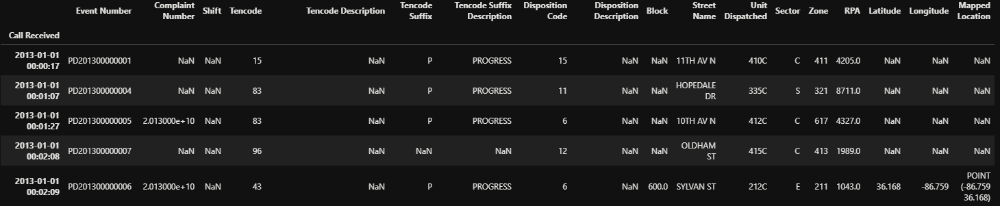 Event Number Complaint Number Shift Tencode Tencode Description Tencode Suffix Tencode Suffix Description Disposition Code Disposition Description Block Street Name Unit Dispatched Sector Zone RPA Latitude Longitude Mapped Location
Call Received
2013-01-01 00:00:17 PD201300000001 NaN NaN 15 NaN P PROGRESS 15 NaN NaN 11TH AV N 410C C 411 4205.0 NaN NaN NaN
2013-01-01 00:01:07 PD201300000004 NaN NaN 83 NaN P PROGRESS 11 NaN NaN HOPEDALE DR 335C S 321 8711.0 NaN NaN NaN
2013-01-01 00:01:27 PD201300000005 2.013000e+10 NaN 83 NaN P PROGRESS 6 NaN NaN 10TH AV N 412C C 617 4327.0 NaN NaN NaN
2013-01-01 00:02:08 PD201300000007 NaN NaN 96 NaN NaN NaN 12 NaN NaN OLDHAM ST 415C C 413 1989.0 NaN NaN NaN
2013-01-01 00:02:09 PD201300000006 2.013000e+10 NaN 43 NaN P PROGRESS 6 NaN 600.0 SYLVAN ST 212C E 211 1043.0 36.168 -86.759 POINT (-86.759 36.168)